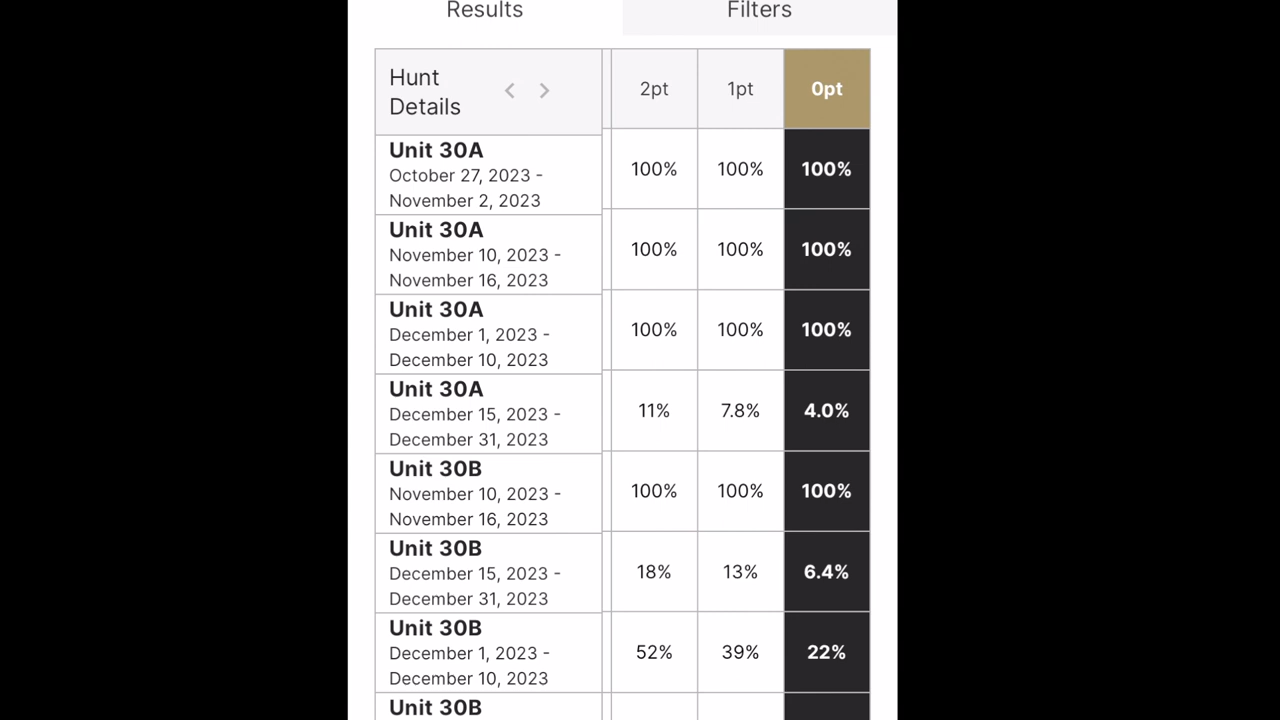 Results Filters
Hunt
Details < > 2pt 1pt 0pt
Unit 30A
October 27, 2023 -
November 2, 2023
100% 100% 100%
Unit 30A
November 10, 2023 -
November 16, 2023
100% 100% 100%
Unit 30A
December 1, 2023 -
December 10, 2023
100% 100% 100%
Unit 30A
December 15, 2023 -
December 31, 2023
11% 7.8% 4.0%
Unit 30B
November 10, 2023 -
November 16, 2023
100% 100% 100%
Unit 30B
December 15, 2023 -
December 31, 2023
18% 13% 6.4%
Unit 30B
December 1, 2023 -
December 10, 2023
52% 39% 22%
Unit 30B